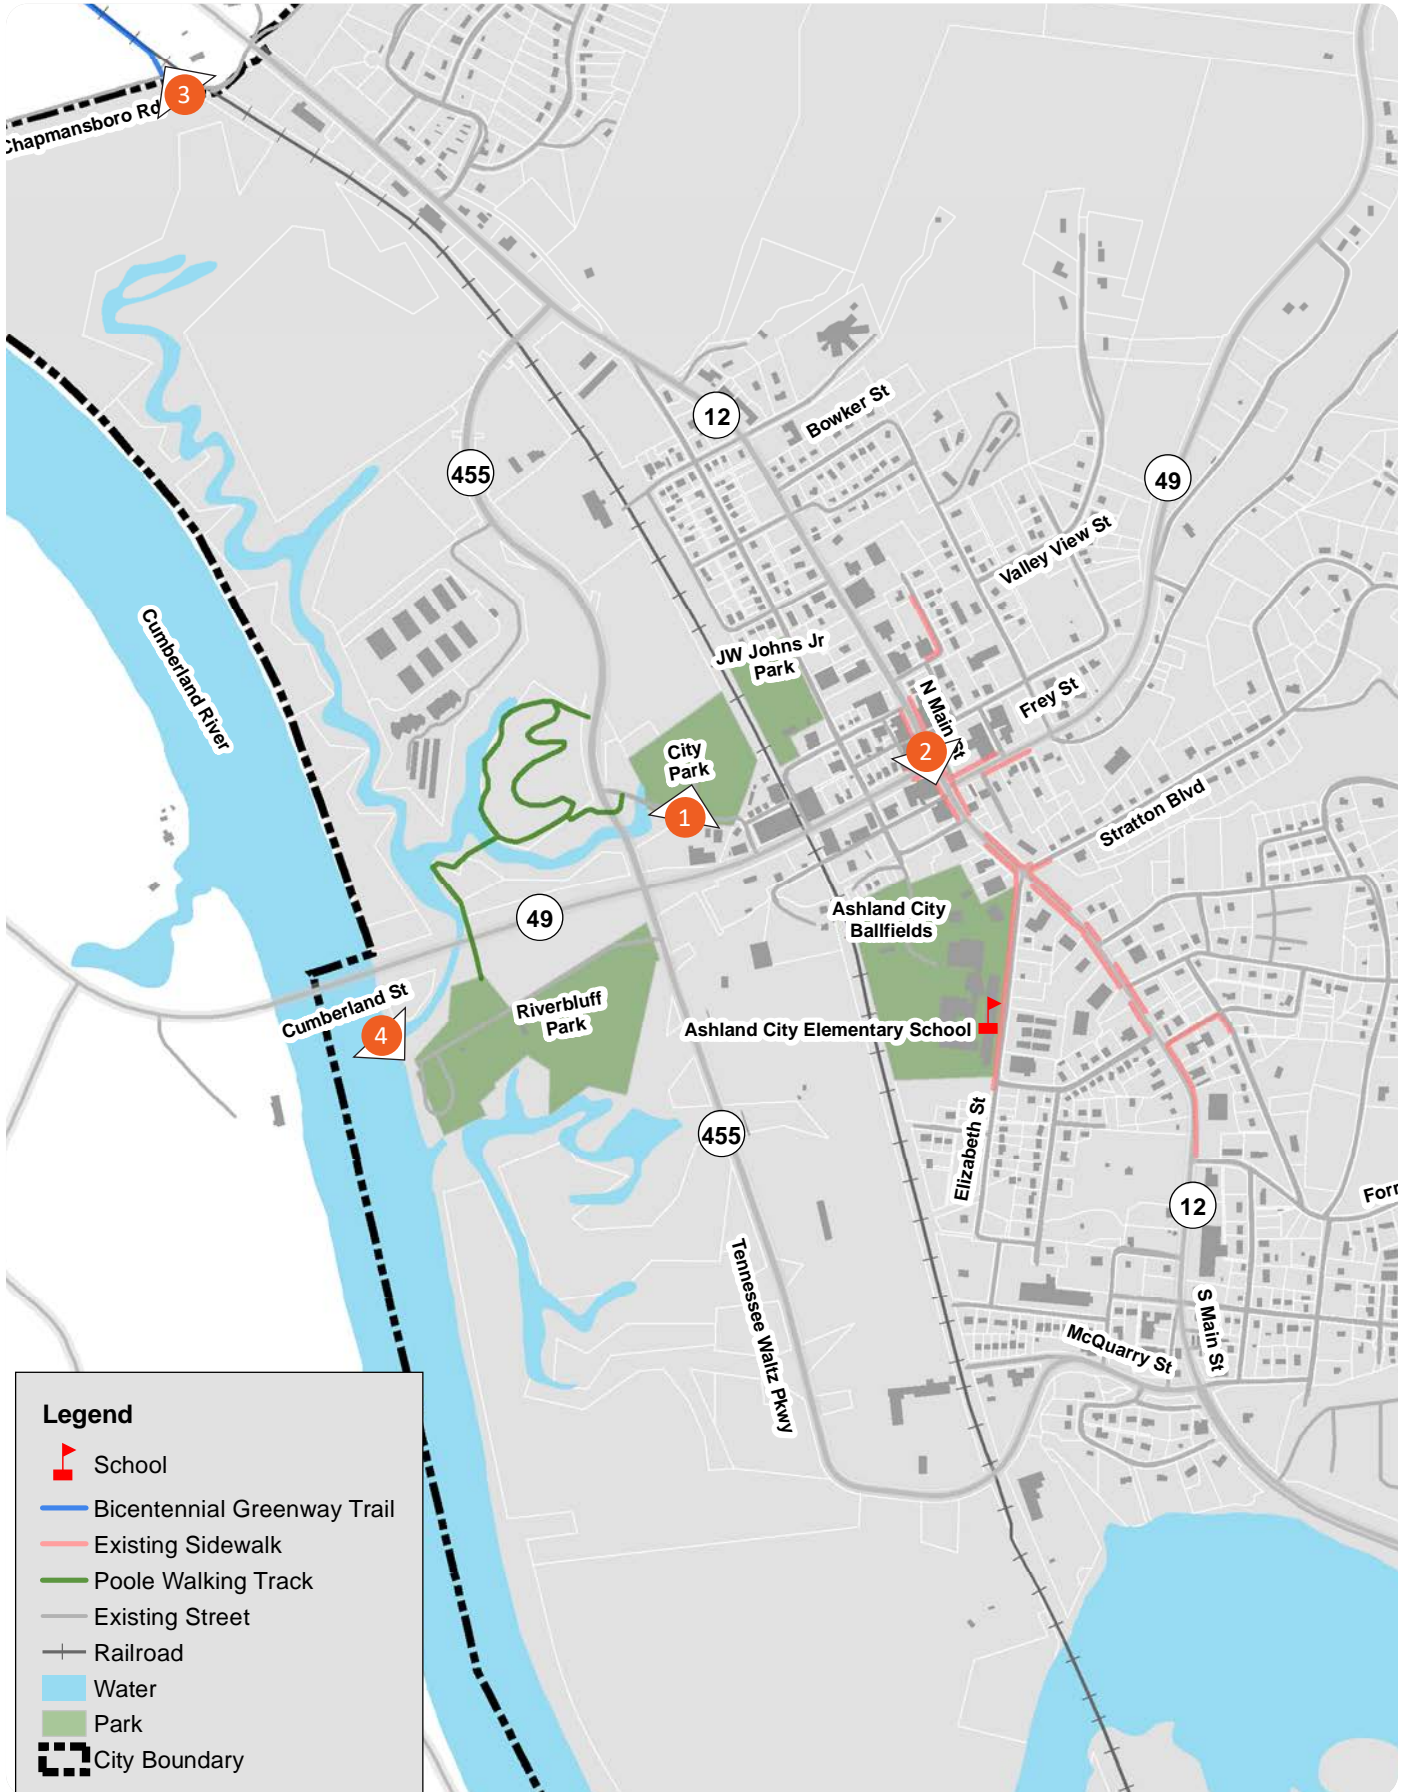 3
Chapmansboro Rd
12
Bowker St
455
49
Valley View St
Cumberland River
JW Johns Jr
Park
N Main St
Frey St
City
Park
2
1
Stratton Blvd
Ashland City
Ballfields
49
Cumberland St
Riverbluff
Park
4
Ashland City Elementary School
455
Elizabeth St
12
Forr
Tennessee Waltz Pkwy
S Main St
McQuarry St
Legend
School
Bicentennial Greenway Trail
Existing Sidewalk
Poole Walking Track
Existing Street
Railroad
Water
Park
City Boundary